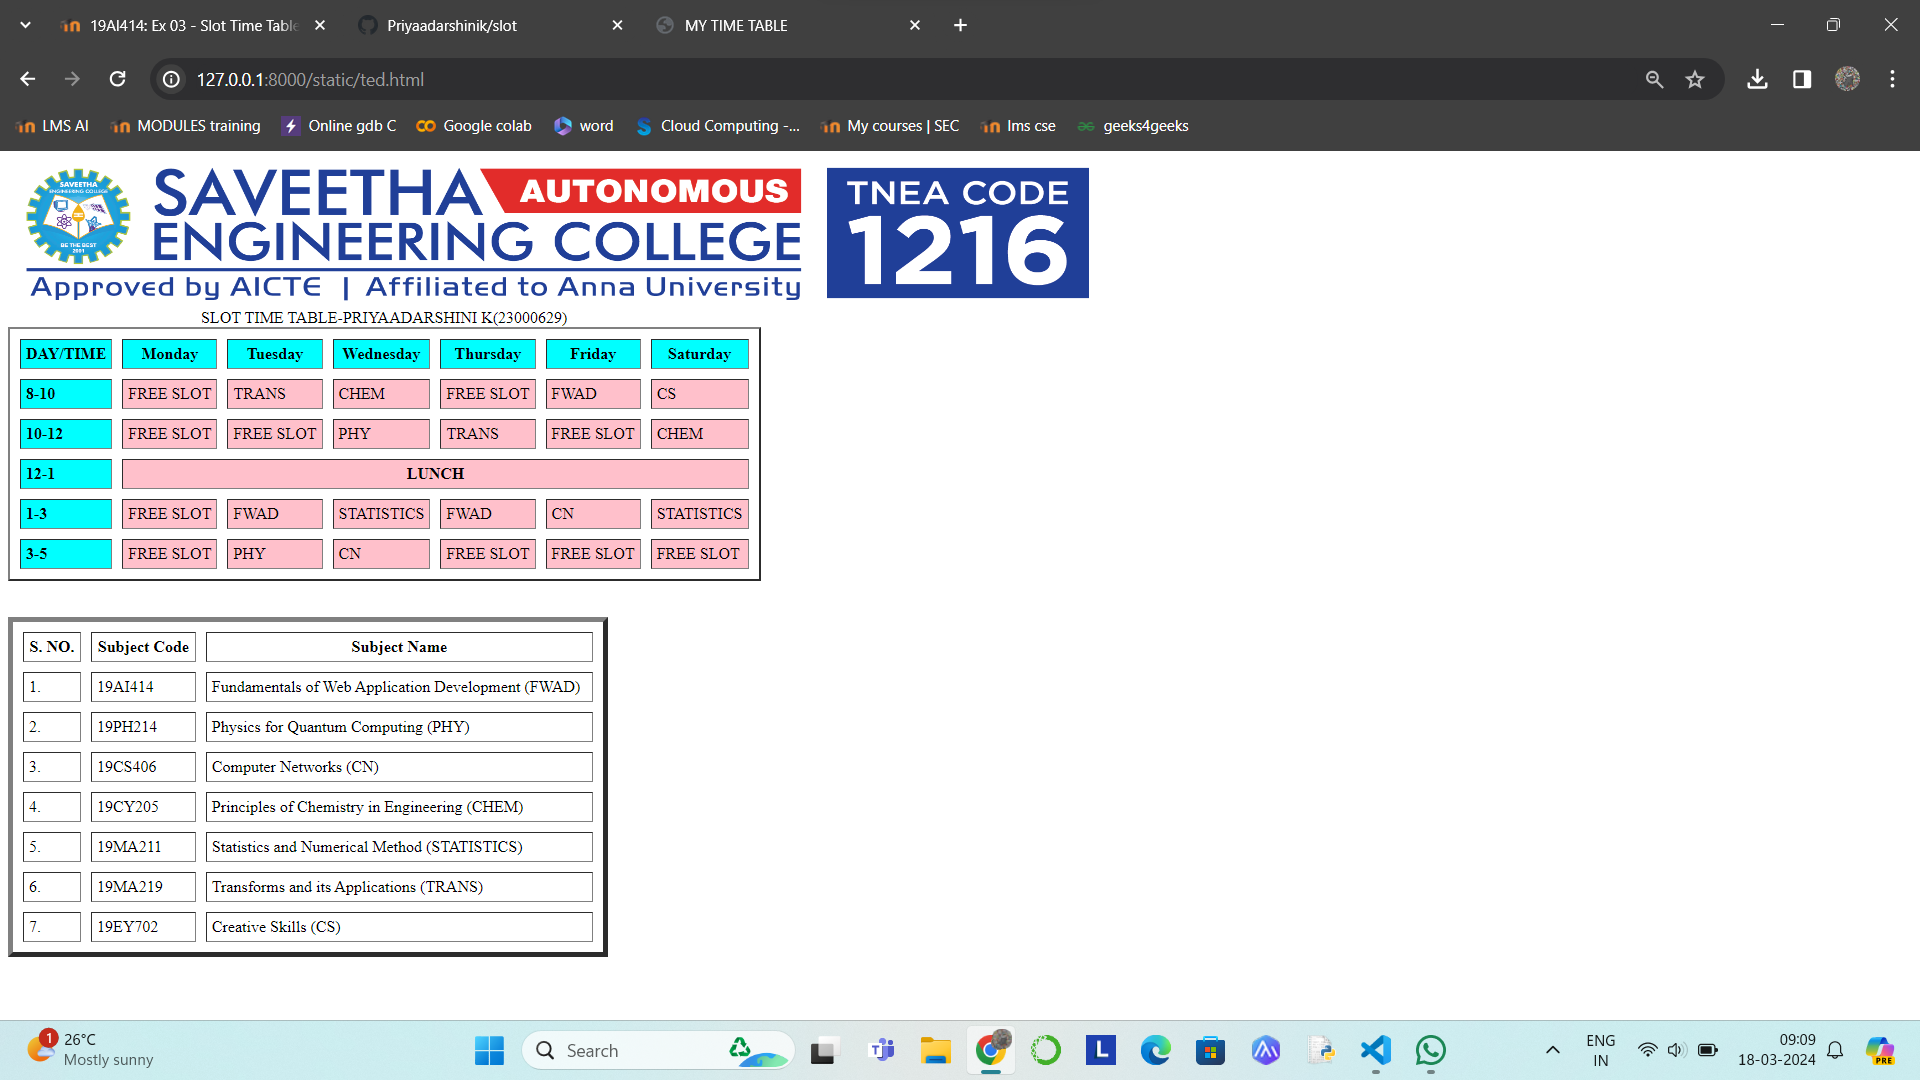 19AI414: Ex 03 - Slot Time Table
Priyaadarshinik/slot
MY TIME TABLE
127.0.0.1:8000/static/ted.html
LMS AI
MODULES training
Online gdb C
Google colab
word
Cloud Computing -...
My courses | SEC
lms cse
geeks4geeks
SAVEETHA
ENGINEERING COLLEGE
BE THE BEST
2001
SAVEETHA AUTONOMOUS
ENGINEERING COLLEGE
Approved by AICTE | Affiliated to Anna University
TNEA CODE
1216
SLOT TIME TABLE-PRIYAADARSHINI K(23000629)
DAY/TIME Monday Tuesday Wednesday Thursday Friday Saturday
8-10 FREE SLOT TRANS CHEM FREE SLOT FWAD CS
10-12 FREE SLOT FREE SLOT PHY TRANS FREE SLOT CHEM
12-1 LUNCH
1-3 FREE SLOT FWAD STATISTICS FWAD CN STATISTICS
3-5 FREE SLOT PHY CN FREE SLOT FREE SLOT FREE SLOT
S. NO. Subject Code Subject Name
1. 19AI414 Fundamentals of Web Application Development (FWAD)
2. 19PH214 Physics for Quantum Computing (PHY)
3. 19CS406 Computer Networks (CN)
4. 19CY205 Principles of Chemistry in Engineering (CHEM)
5. 19MA211 Statistics and Numerical Method (STATISTICS)
6. 19MA219 Transforms and its Applications (TRANS)
7. 19EY702 Creative Skills (CS)
1
26°C
Mostly sunny
Search
L
PRE
ENG
IN
09:09
18-03-2024